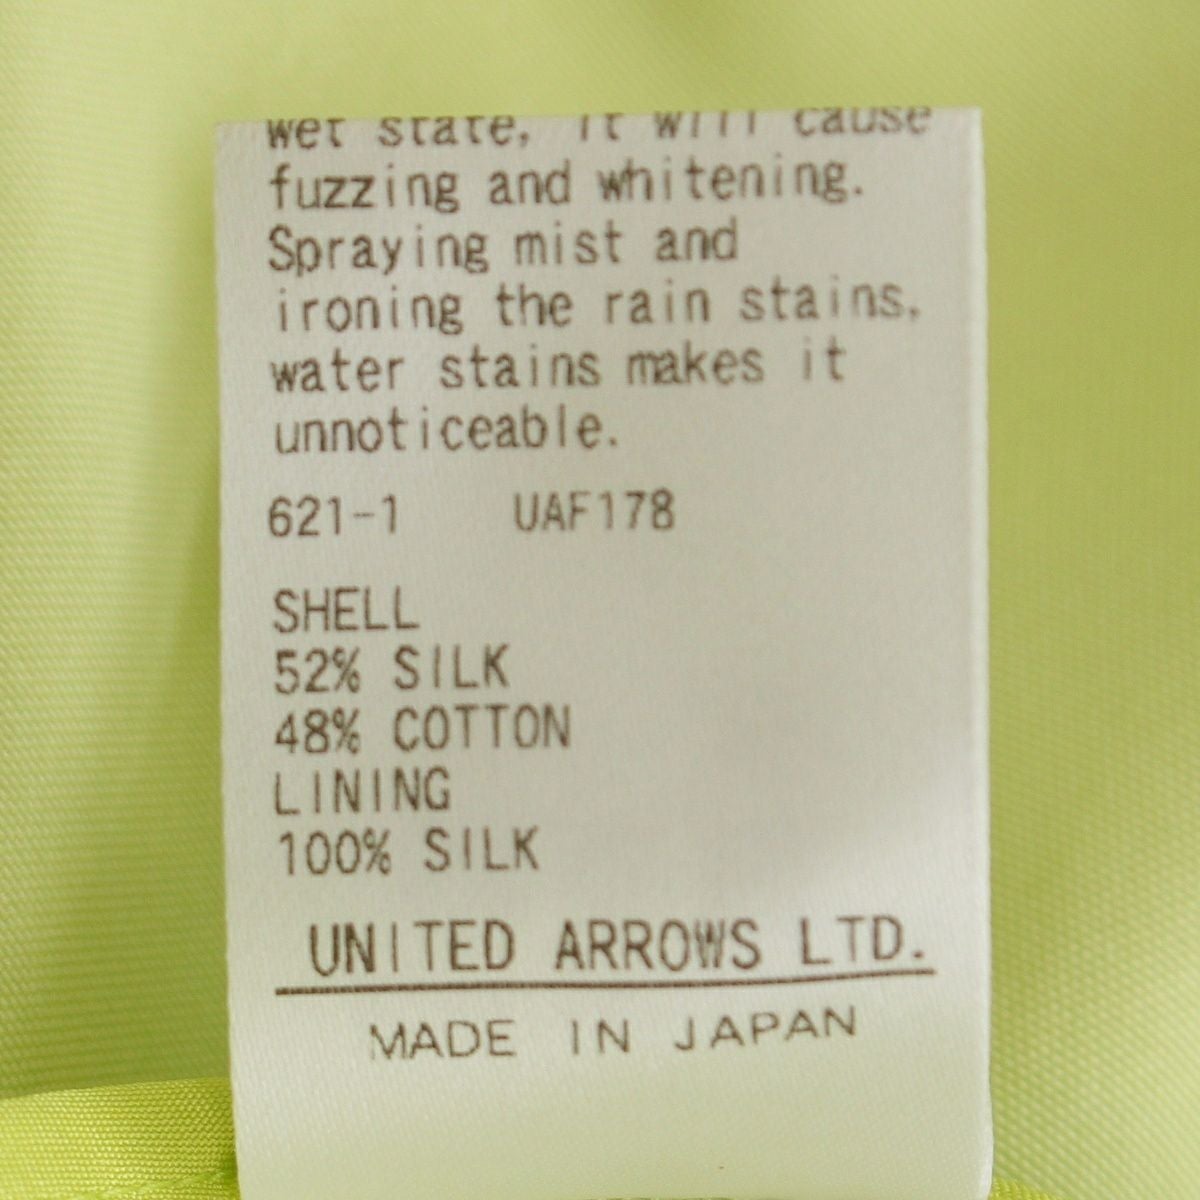 wet state, it will cause
fuzzing and whitening.
Spraying mist and
ironing the rain stains,
water stains makes it
unnoticeable.
621-1 UAF178
SHELL
52% SILK
48% COTTON
LINING
100% SILK
UNITED ARROWS LTD.
MADE IN JAPAN